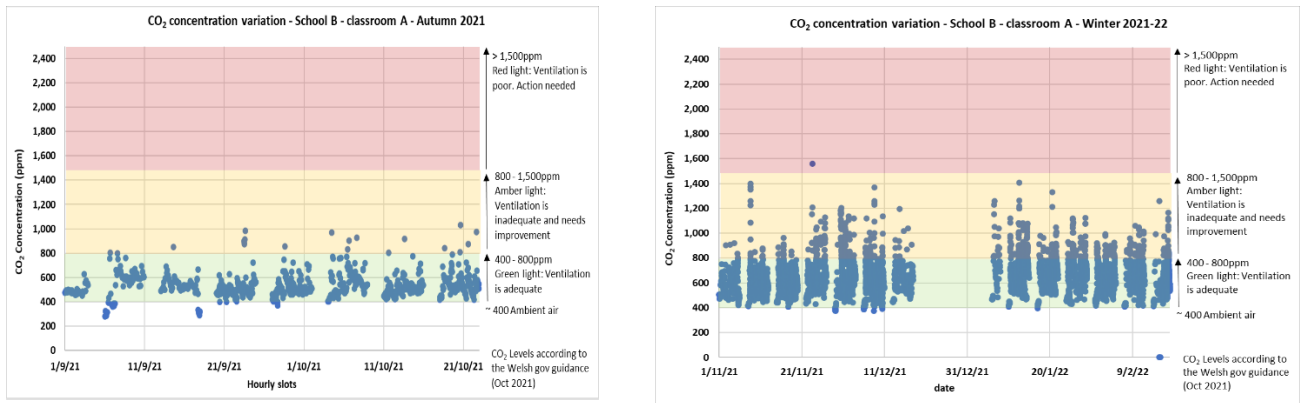 CO₂ concentration variation - School B - classroom A - Autumn 2021
CO₂ Concentration (ppm)
2,400
2,200
2,000
1,800
1,600
1,400
1,200
1,000
800
600
400
200
0
1/9/21 11/9/21 21/9/21 1/10/21 11/10/21 21/10/21
Hourly slots
> 1,500ppm
Red light: Ventilation is
poor. Action needed
800 - 1,500ppm
Amber light:
Ventilation is
inadequate and needs
improvement
400 - 800ppm
Green light: Ventilation
is adequate
~ 400 Ambient air
CO₂ Levels according to
the Welsh gov guidance
(Oct 2021)
CO₂ concentration variation - School B - classroom A - Winter 2021-22
CO₂ Concentration (ppm)
2,400
2,200
2,000
1,800
1,600
1,400
1,200
1,000
800
600
400
200
0
1/11/21 21/11/21 11/12/21 31/12/21 20/1/22 9/2/22
date
> 1,500ppm
Red light: Ventilation is
poor. Action needed
800 - 1,500ppm
Amber light:
Ventilation is
inadequate and needs
improvement
400 - 800ppm
Green light: Ventilation
is adequate
~ 400 Ambient air
CO₂ Levels according to
the Welsh gov guidance
(Oct 2021)